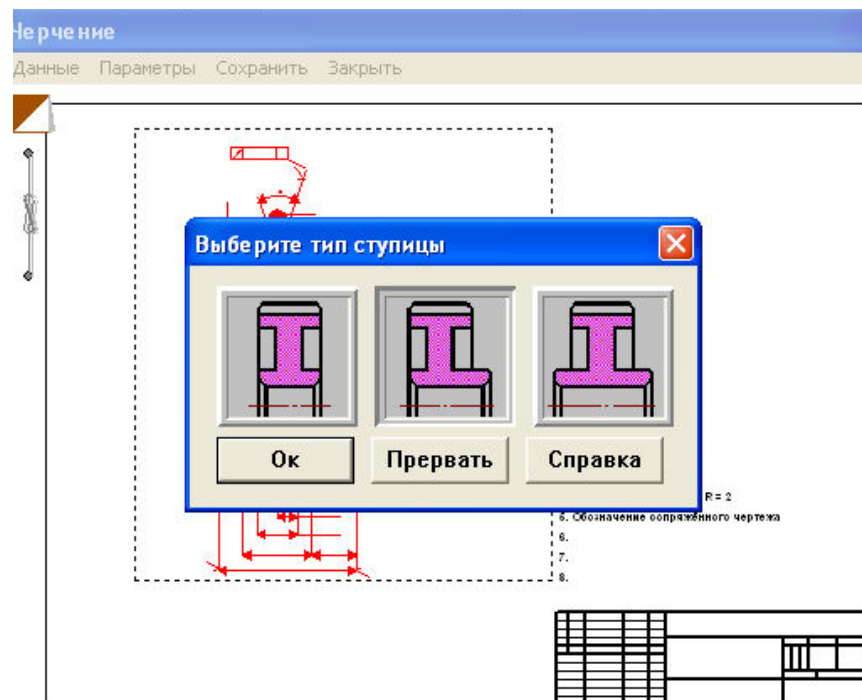 Черчение
Данные Параметры Сохранить Закрыть
Выберите тип ступицы
Ок Прервать Справка
R = 2
5. Обозначение сопряжённого чертежа
6.
7.
8.